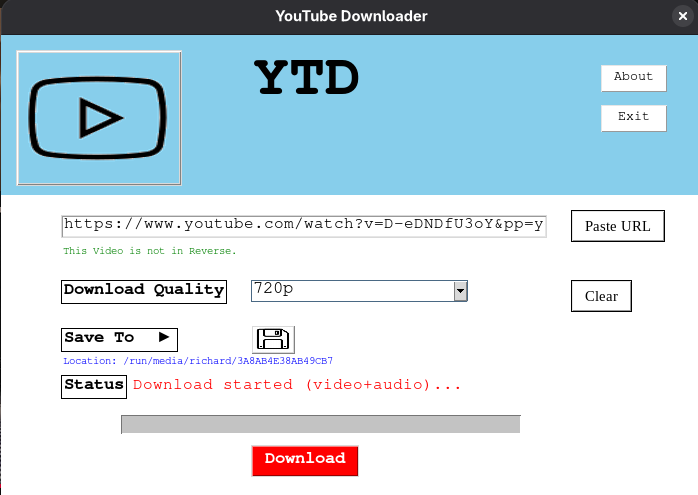 YouTube Downloader
YTD
About
Exit
https://www.youtube.com/watch?v=D-eDNDfU3oY&pp=y
Paste URL
This Video is not in Reverse.
Download Quality
720p
Clear
Save To ►
Location: /run/media/richard/3A8AB4E38AB49CB7
Status
Download started (video+audio)...
Download